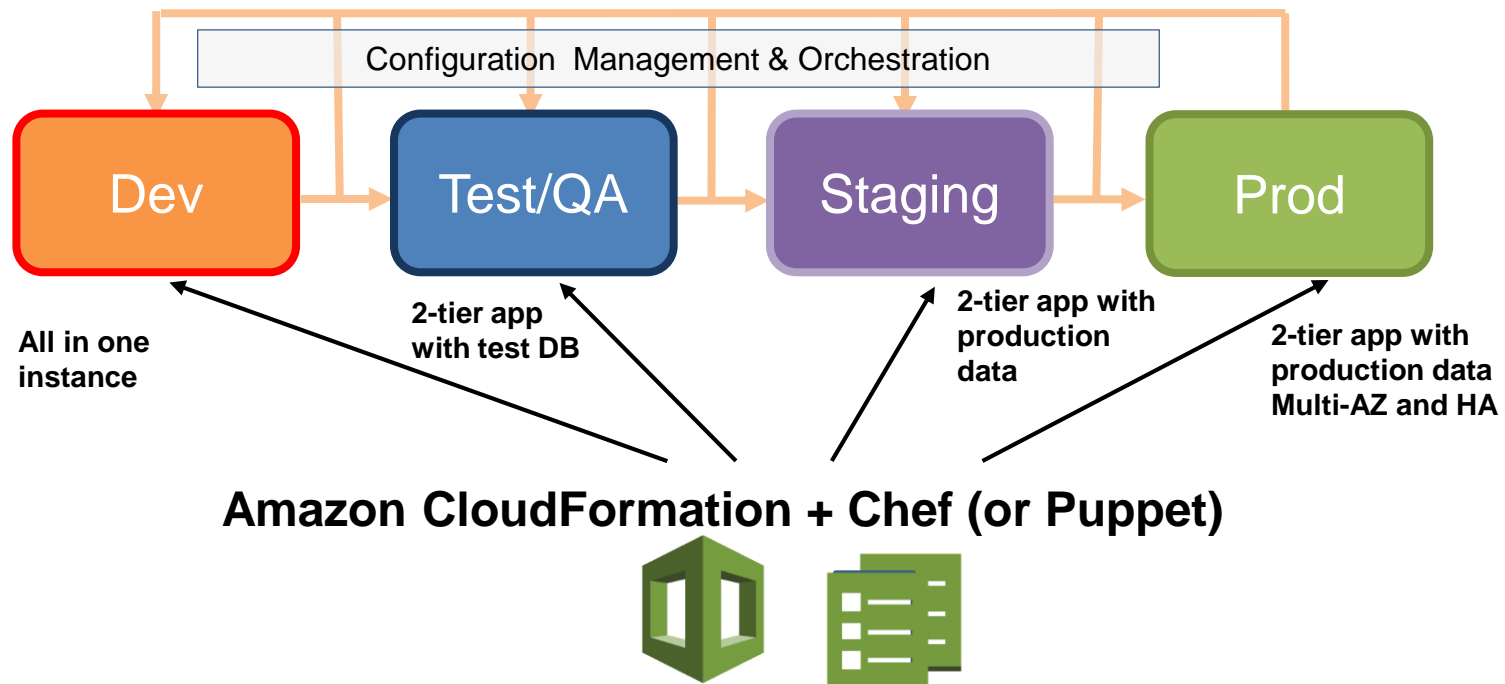 Configuration  Management & Orchestration
Dev
Test/QA
Staging
Prod
All in one
instance
2-tier app
with test DB
2-tier app with
production
data
2-tier app with
production data
Multi-AZ and HA
Amazon CloudFormation + Chef (or Puppet)